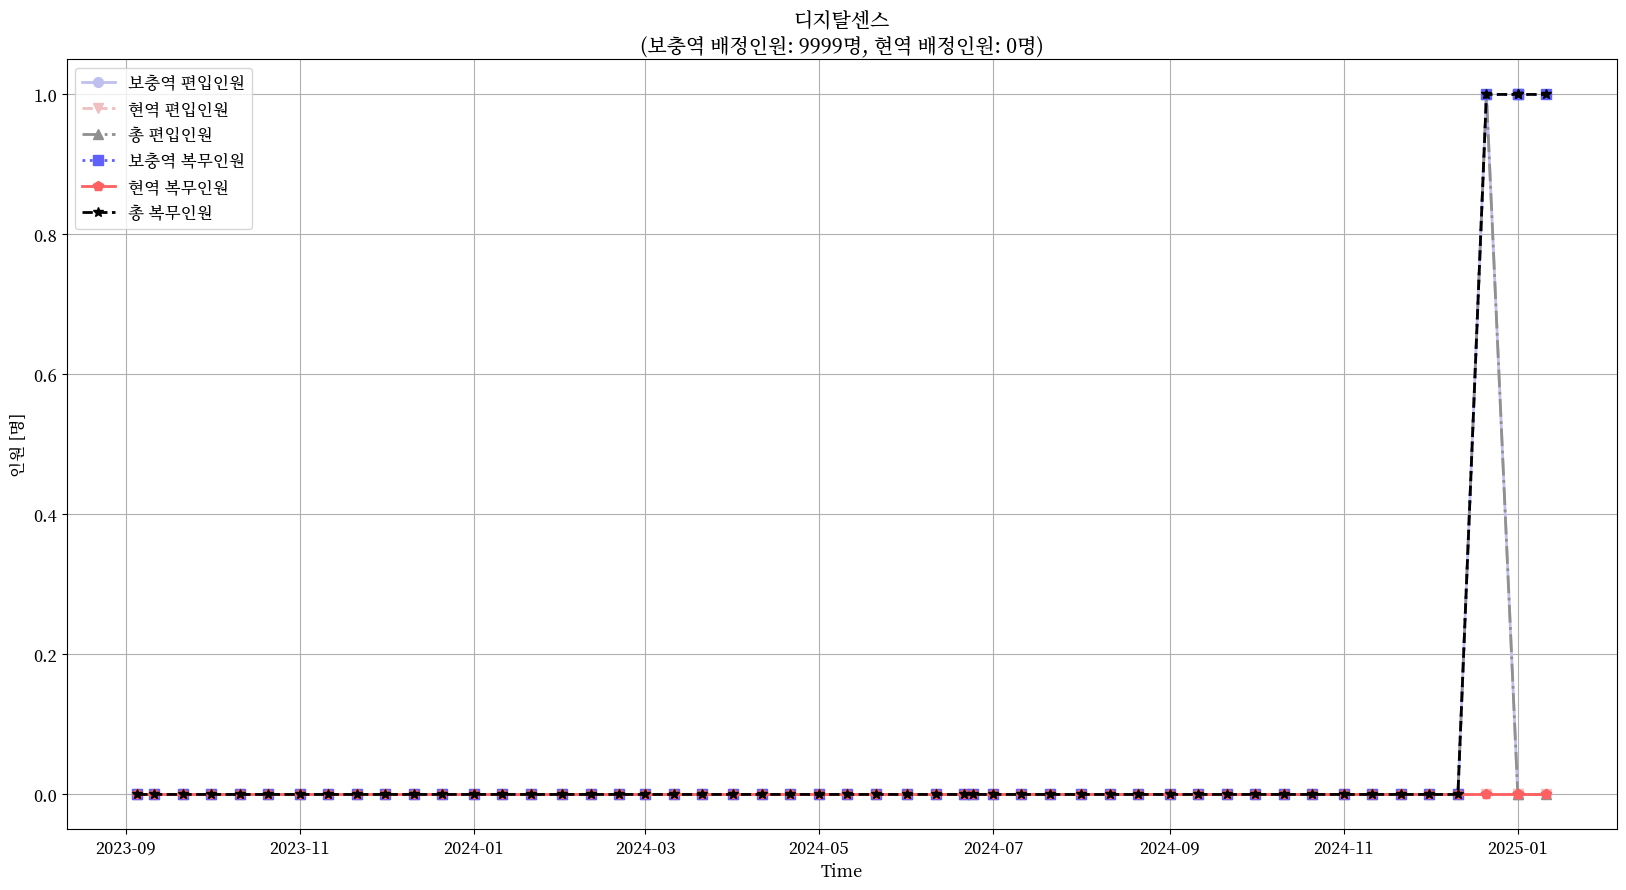 디지탈센스
(보충역 배정인원: 9999명, 현역 배정인원: 0명)
보충역 편입인원
현역 편입인원
총 편입인원
보충역 복무인원
현역 복무인원
총 복무인원
인원 [명]
1.0
0.8
0.6
0.4
0.2
0.0
2023-09 2023-11 2024-01 2024-03 2024-05 2024-07 2024-09 2024-11 2025-01
Time